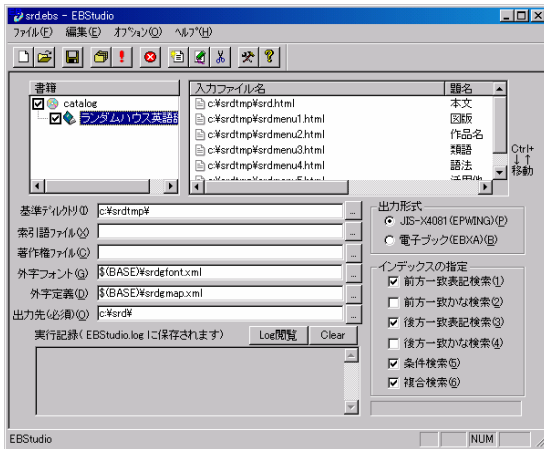 srd.ebs - EBStudio
ファイル(F) 編集(E) オプション(O) ヘルプ(H)
書籍
catalog
ランダムハウス英語
入力ファイル名 題名
c:¥srdtmp¥srd.html 本文
c:¥srdtmp¥srdmenu1.html 図版
c:¥srdtmp¥srdmenu2.html 作品名
c:¥srdtmp¥srdmenu3.html 類語
c:¥srdtmp¥srdmenu4.html 語法
Ctrl+
↓↑
移動
基準ディレクトリ(I) c:¥srdtmp¥ ...
索引語ファイル(X) ...
著作権ファイル(C) ...
外字フォント(G) $(BASE)¥srdgfont.xml ...
外字定義(D) $(BASE)¥srdgmap.xml ...
出力先(必須)(O) c:¥srd¥ ...
実行記録( EBStudio.log に保存されます) Log閲覧 Clear
出力形式
JIS-X4081(EPWING)(P)
電子ブック(EBXA)(B)
インデックスの指定
前方一致表記検索(1)
前方一致かな検索(2)
後方一致表記検索(3)
後方一致かな検索(4)
条件検索(5)
複合検索(6)
EBStudio NUM